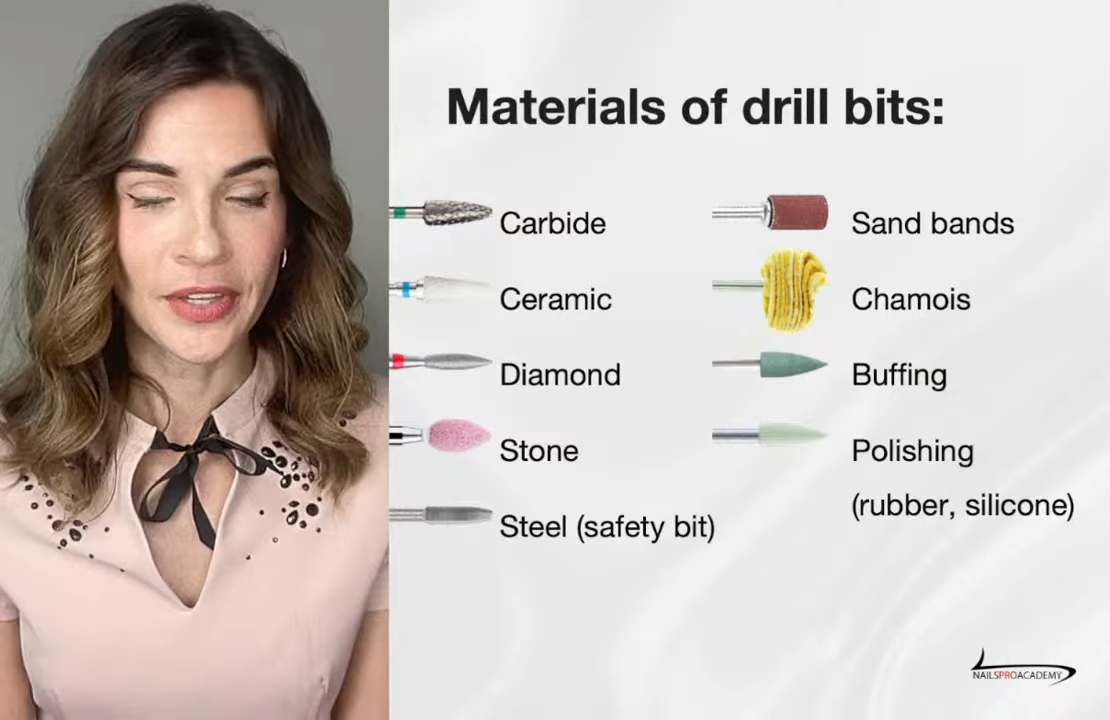 Materials of drill bits:
Carbide
Ceramic
Diamond
Stone
Steel (safety bit)
Sand bands
Chamois
Buffing
Polishing
(rubber, silicone)
NAILSPROACADEMY